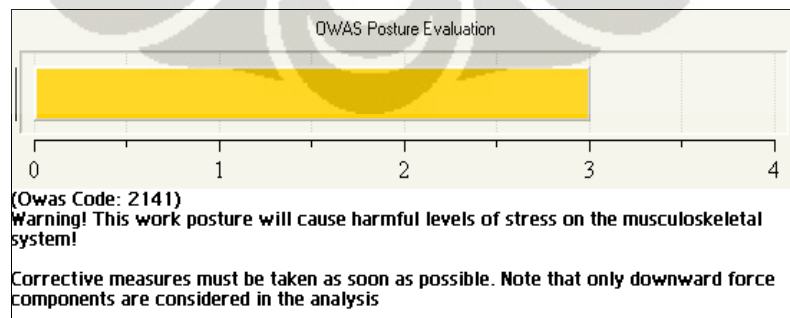 OWAS Posture Evaluation
0 1 2 3 4
(Owas Code: 2141)
Warning! This work posture will cause harmful levels of stress on the musculoskeletal
system!
Corrective measures must be taken as soon as possible. Note that only downward force
components are considered in the analysis